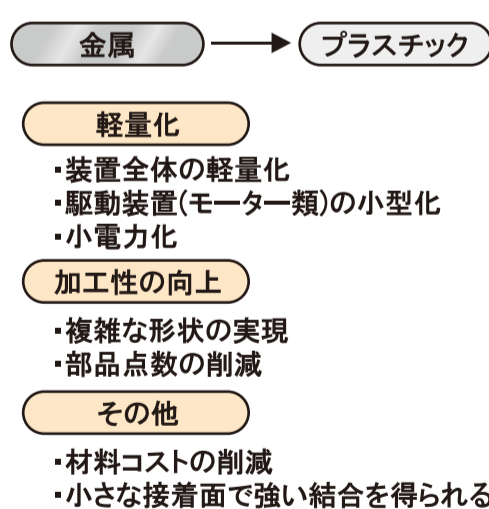 金属 → プラスチック
軽量化
・装置全体の軽量化
・駆動装置(モーター類)の小型化
・小電力化
加工性の向上
・複雑な形状の実現
・部品点数の削減
その他
・材料コストの削減
・小さな接着面で強い結合を得られる